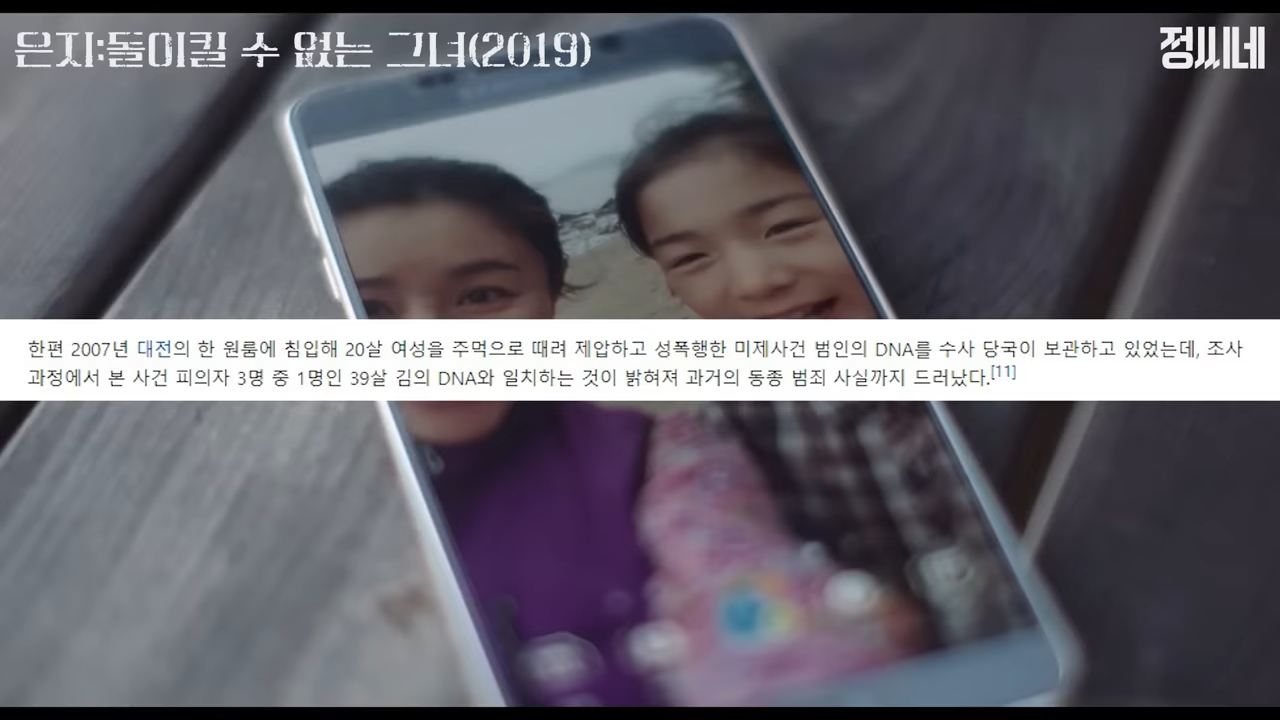 은지:돌이킬 수 없는 그녀(2019)
정씨네
한편 2007년 대전의 한 원룸에 침입해 20살 여성을 주먹으로 때려 제압하고 성폭행한 미제사건 범인의 DNA를 수사 당국이 보관하고 있었는데, 조사
과정에서 본 사건 피의자 3명 중 1명인 39살 김의 DNA와 일치하는 것이 밝혀져 과거의 동종 범죄 사실까지 드러났다.[11]